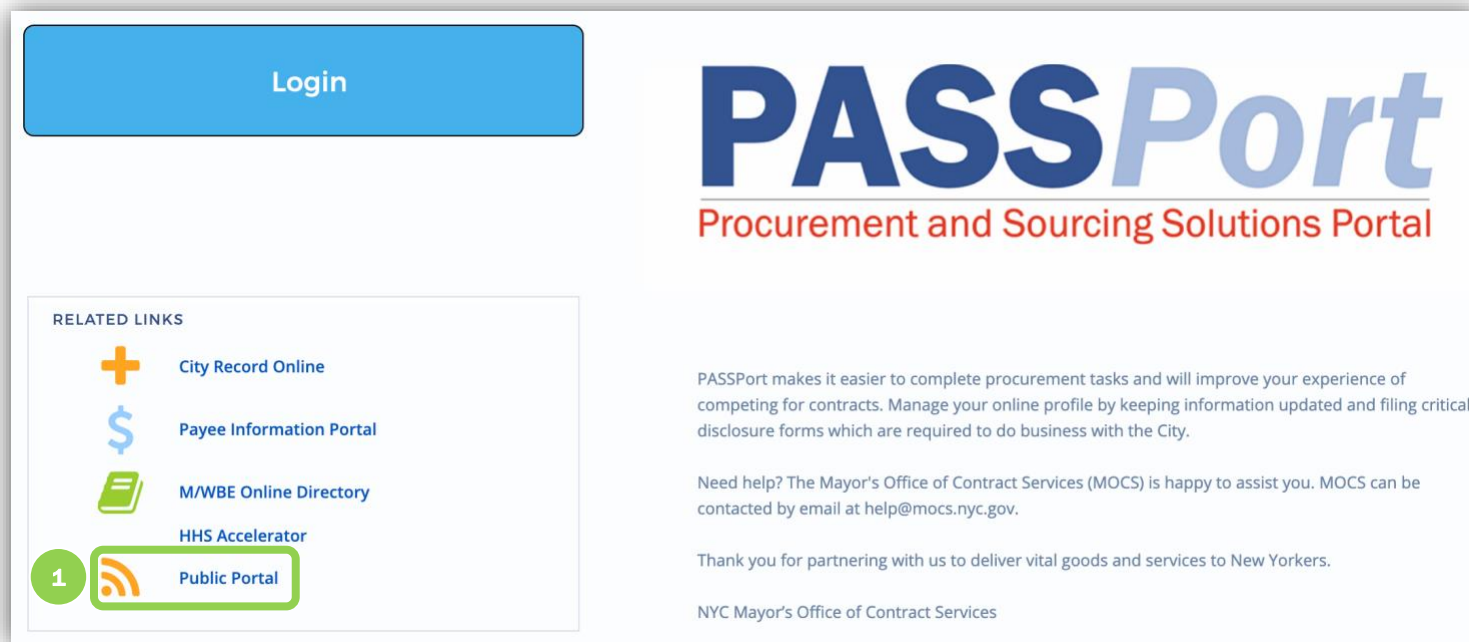 Login
RELATED LINKS
City Record Online
Payee Information Portal
M/WBE Online Directory
HHS Accelerator
1
Public Portal
PASSPort
Procurement and Sourcing Solutions Portal
PASSPort makes it easier to complete procurement tasks and will improve your experience of
competing for contracts. Manage your online profile by keeping information updated and filing critical
disclosure forms which are required to do business with the City.
Need help? The Mayor's Office of Contract Services (MOCS) is happy to assist you. MOCS can be
contacted by email at help@mocs.nyc.gov.
Thank you for partnering with us to deliver vital goods and services to New Yorkers.
NYC Mayor’s Office of Contract Services